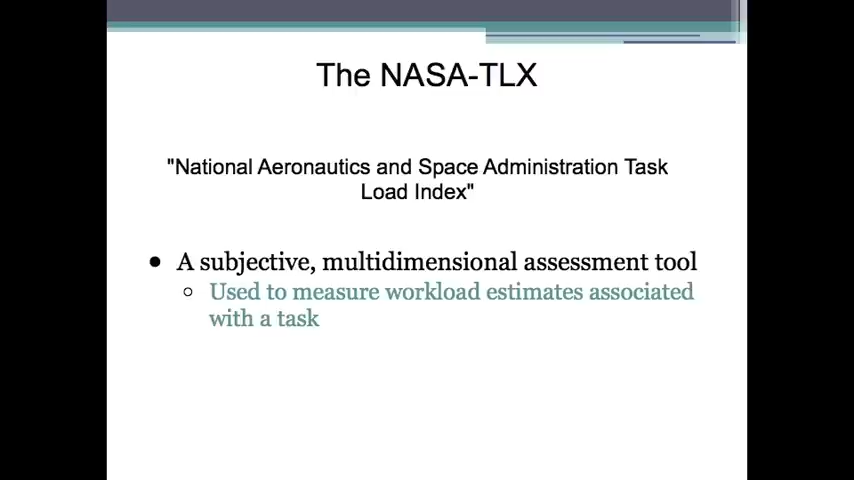 The NASA-TLX
"National Aeronautics and Space Administration Task
Load Index"
● A subjective, multidimensional assessment tool
○ Used to measure workload estimates associated
with a task